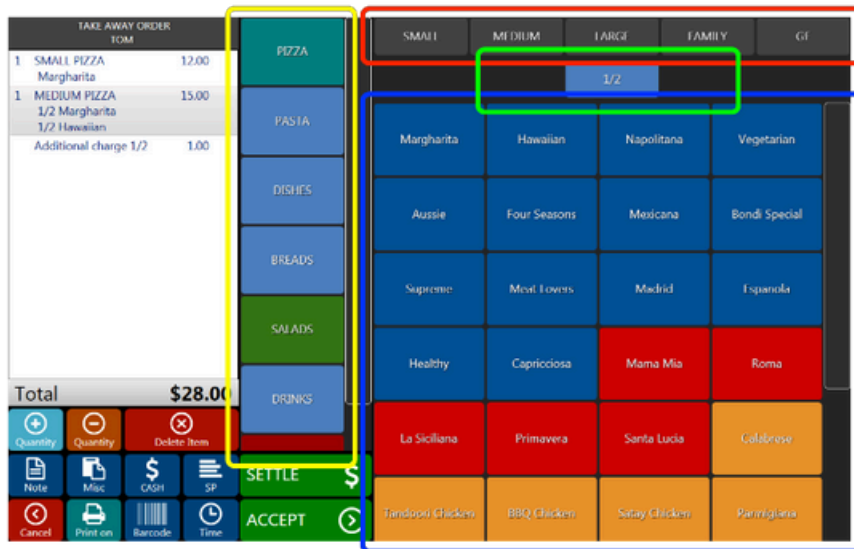 TAKE AWAY ORDER
TOM
1 SMALL PIZZA 12.00
Margharita
1 MEDIUM PIZZA 15.00
1/2 Margharita
1/2 Hawaiian
Additional charge 1/2 1.00
Total $28.00
Quantity Quantity Delete Item
Note Misc CASH SP
Cancel Print on Barcode Time
PIZZA
PASTA
DISHES
BREADS
SALADS
DRINKS
SETTLE $
ACCEPT
SMALL MEDIUM LARGE FAMILY GF
1/2
Margharita Hawaiian Napolitana Vegetarian
Aussie Four Seasons Mexicana Bondi Special
Supreme Meat Lovers Madrid Espanola
Healthy Capricciosa Mama Mia Roma
La Siciliana Primavera Santa Lucia Calabrese
Tandoori Chicken BBQ Chicken Satay Chicken Parmigiana